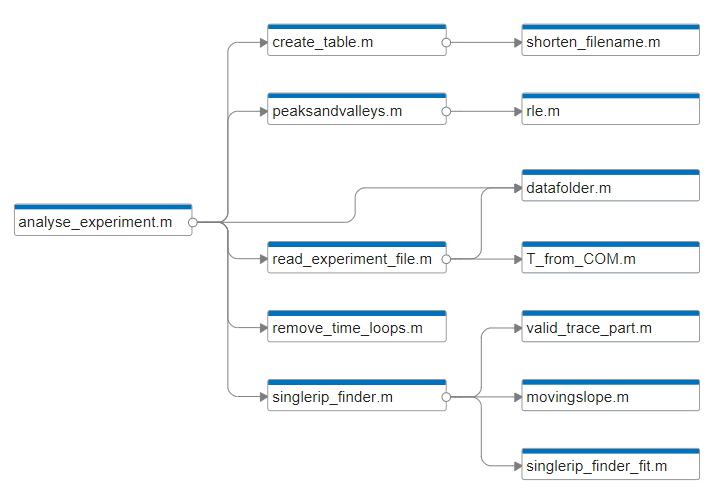 create_table.m
shorten_filename.m
peaksandvalleys.m
rle.m
datafolder.m
analyse_experiment.m
read_experiment_file.m
T_from_COM.m
remove_time_loops.m
valid_trace_part.m
singlerip_finder.m
movingslope.m
singlerip_finder_fit.m